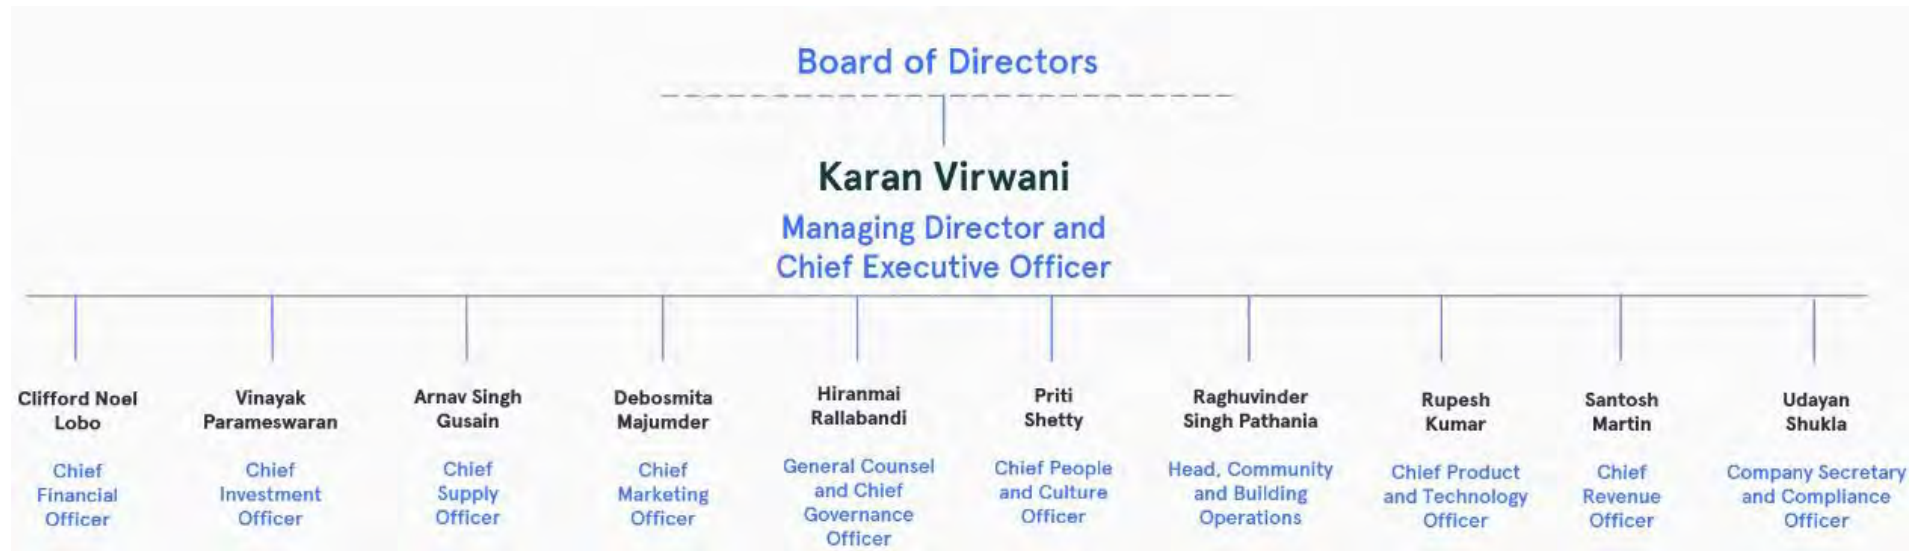 Board of Directors
Karan Virwani
Managing Director and
Chief Executive Officer
Clifford Noel
Lobo
Chief
Financial
Officer
Vinayak
Parameswaran
Chief
Investment
Officer
Arnav Singh
Gusain
Chief
Supply
Officer
Debosmita
Majumder
Chief
Marketing
Officer
Hiranmai
Rallabandi
General Counsel
and Chief
Governance
Officer
Priti
Shetty
Chief People
and Culture
Officer
Raghuvinder
Singh Pathania
Head, Community
and Building
Operations
Rupesh
Kumar
Chief Product
and Technology
Officer
Santosh
Martin
Chief
Revenue
Officer
Udayan
Shukla
Company Secretary
and Compliance
Officer